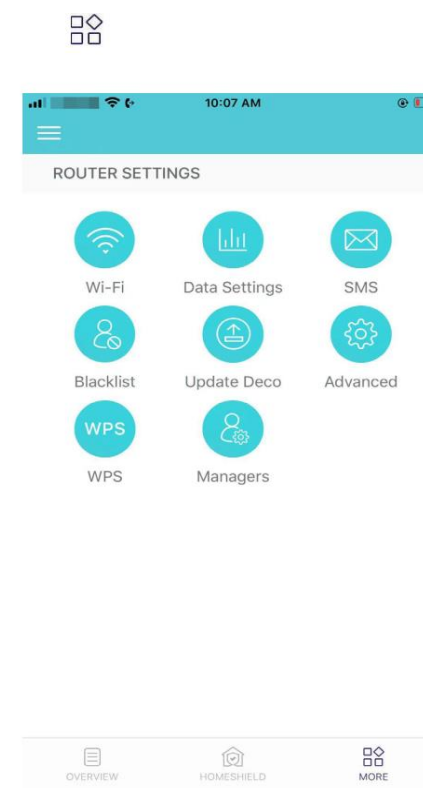 10:07 AM
ROUTER SETTINGS
Wi-Fi Data Settings SMS
Blacklist Update Deco Advanced
WPS
WPS Managers
OVERVIEW HOMESHIELD MORE